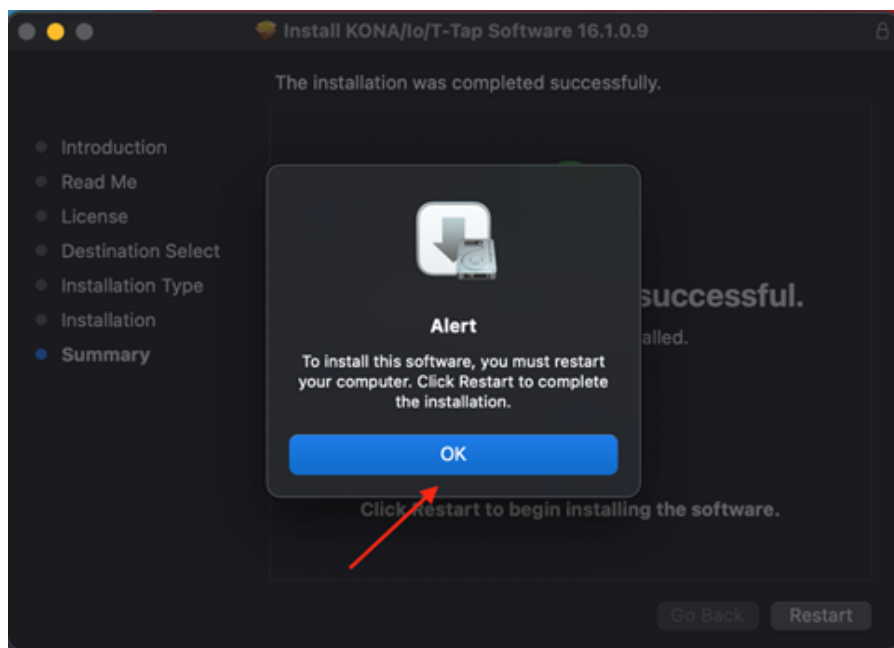 Install KONA/Io/T-Tap Software 16.1.0.9
The installation was completed successfully.
Introduction
Read Me
License
Destination Select
Installation Type
Installation
Summary
successful.
alled.
Alert
To install this software, you must restart
your computer. Click Restart to complete
the installation.
OK
Click Restart to begin installing the software.
Go Back
Restart